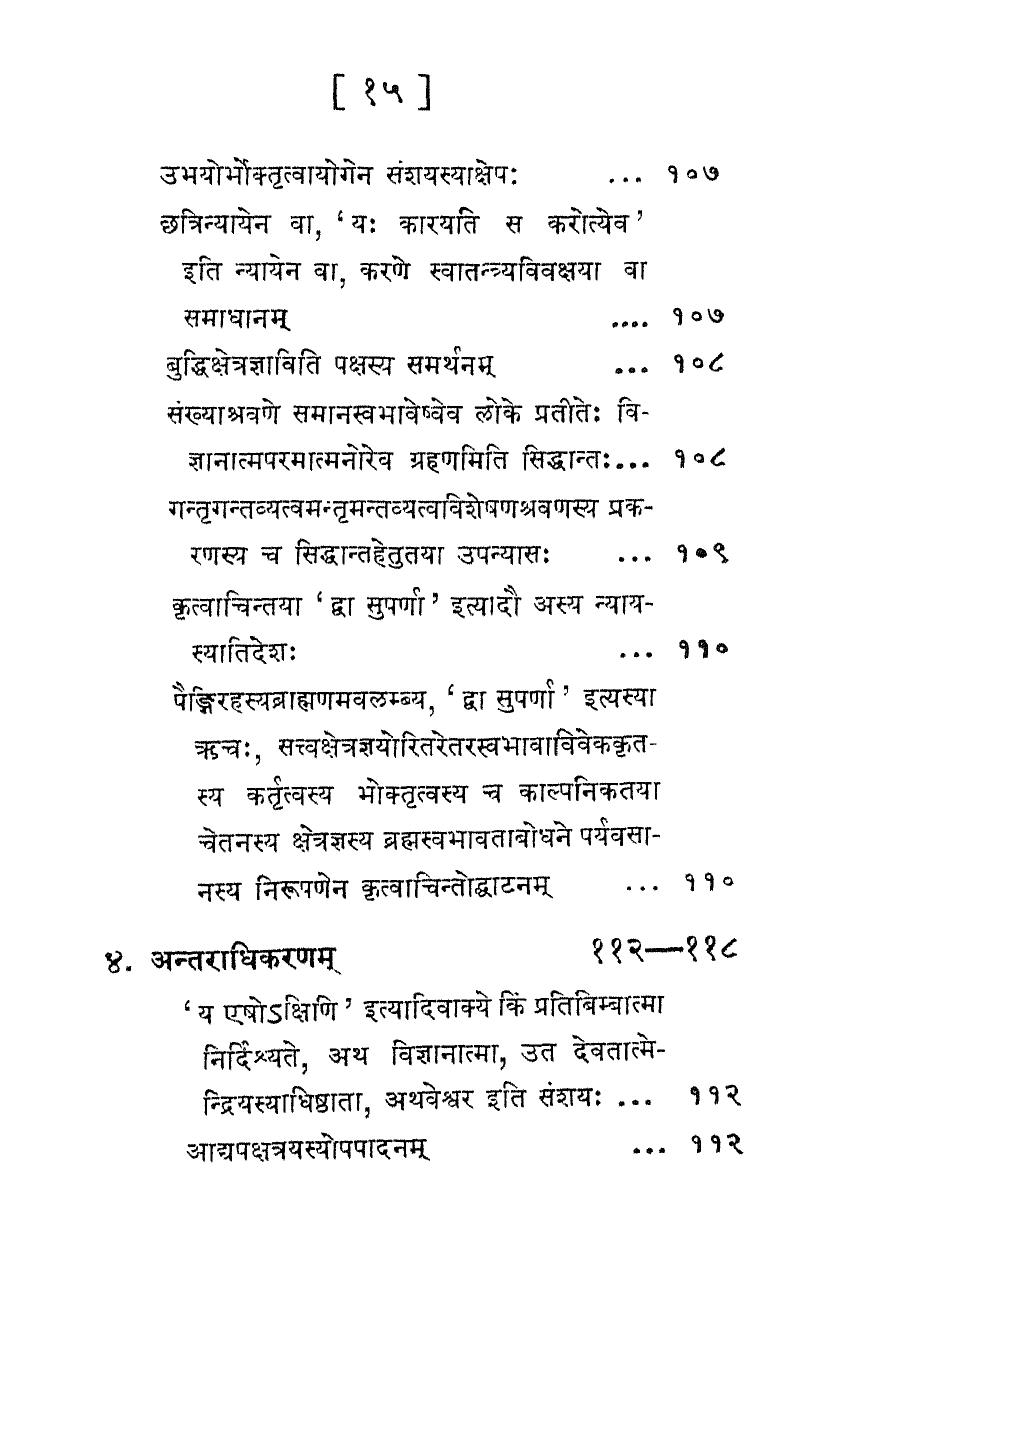 [ १५ ]
उभयोर्भोक्तृत्वायोगेन संशयस्याक्षेपः ... १०७
छत्रिन्यायेन वा, ‘ यः कारयति स करोत्येव ’
इति न्यायेन वा, करणे स्वातन्त्र्यविवक्षया वा
समाधानम् .... १०७
बुद्धिक्षेत्रज्ञाविति पक्षस्य समर्थनम् ... १०८
संख्याश्रवणे समानस्वभावेष्वेव लोके प्रतीतेः वि-
ज्ञानात्मपरमात्मनोरेव ग्रहणमिति सिद्धान्तः... १०८
गन्तृगन्तव्यत्वमन्तृमन्तव्यत्वविशेषणश्रवणस्य प्रक-
रणस्य च सिद्धान्तहेतुतया उपन्यासः ... १०९
कृत्वाचिन्तया ‘ द्वा सुपर्णा ’ इत्यादौ अस्य न्याय-
स्यातिदेशः ... ११०
पैङ्गिरहस्यब्राह्मणमवलम्ब्य, ‘ द्वा सुपर्णा ’ इत्यस्या
ऋचः, सत्त्वक्षेत्रज्ञयोरितरेतरस्वभावाविवेककृत-
स्य कर्तृत्वस्य भोक्तृत्वस्य च काल्पनिकतया
चेतनस्य क्षेत्रज्ञस्य ब्रह्मस्वभावताबोधने पर्यवसा-
नस्य निरूपणेन कृत्वाचिन्तोद्घाटनम् ... ११०
४. अन्तराधिकरणम् ११२—११८
‘ य एषोऽक्षिणि ’ इत्यादिवाक्ये किं प्रतिबिम्बात्मा
निर्दिश्यते, अथ विज्ञानात्मा, उत देवतात्मे-
न्द्रियस्याधिष्ठाता, अथवेश्वर इति संशयः ... ११२
आद्यपक्षत्रयस्योपपादनम् ... ११२